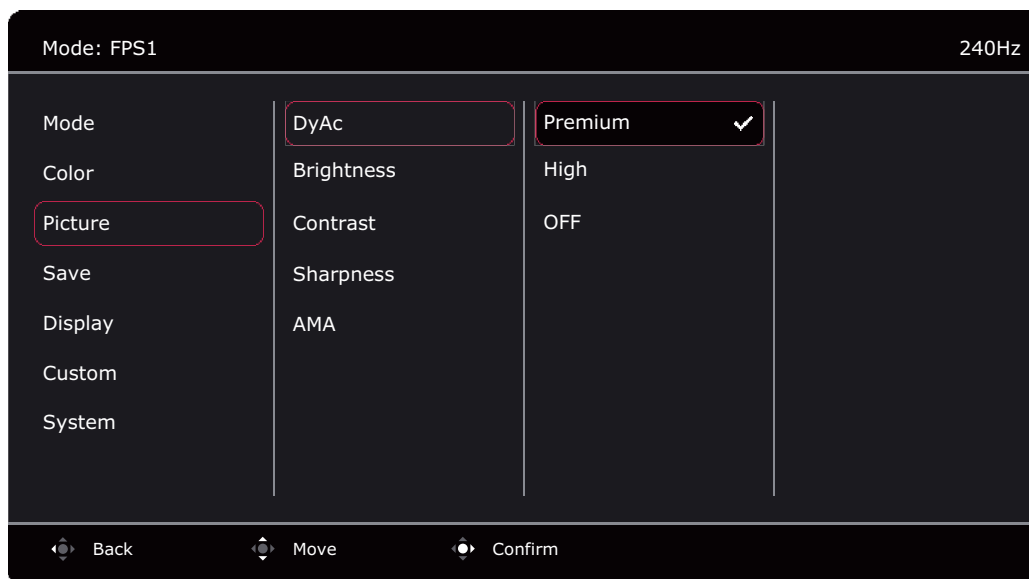 Mode: FPS1 240Hz
Mode DyAc Premium
Color Brightness High
Picture Contrast OFF
Save Sharpness
Display AMA
Custom
System
Back Move Confirm